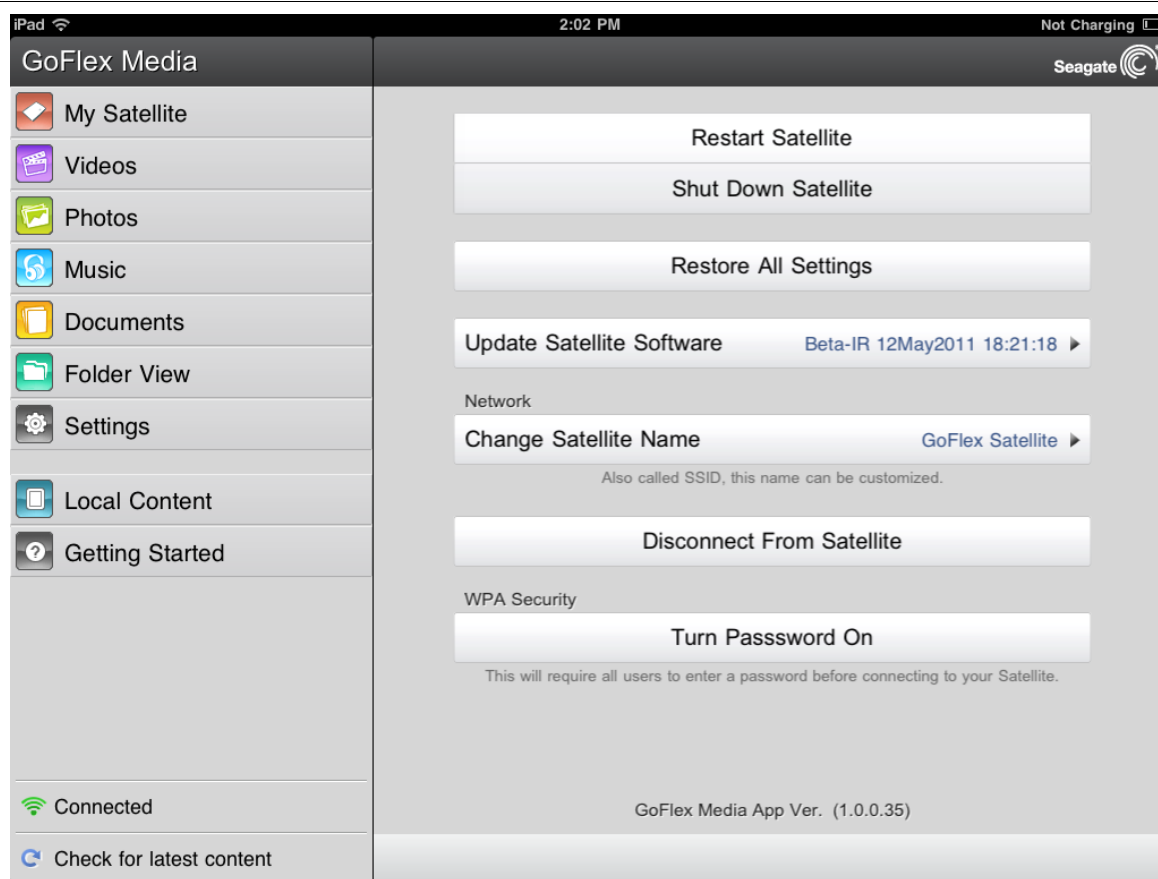 iPad 2:02 PM Not Charging
GoFlex Media
Seagate
My Satellite
Videos
Photos
Music
Documents
Folder View
Settings
Local Content
Getting Started
Connected
Check for latest content
Restart Satellite
Shut Down Satellite
Restore All Settings
Update Satellite Software Beta-IR 12May2011 18:21:18
Network
Change Satellite Name GoFlex Satellite
Also called SSID, this name can be customized.
Disconnect From Satellite
WPA Security
Turn Passsword On
This will require all users to enter a password before connecting to your Satellite.
GoFlex Media App Ver. (1.0.0.35)